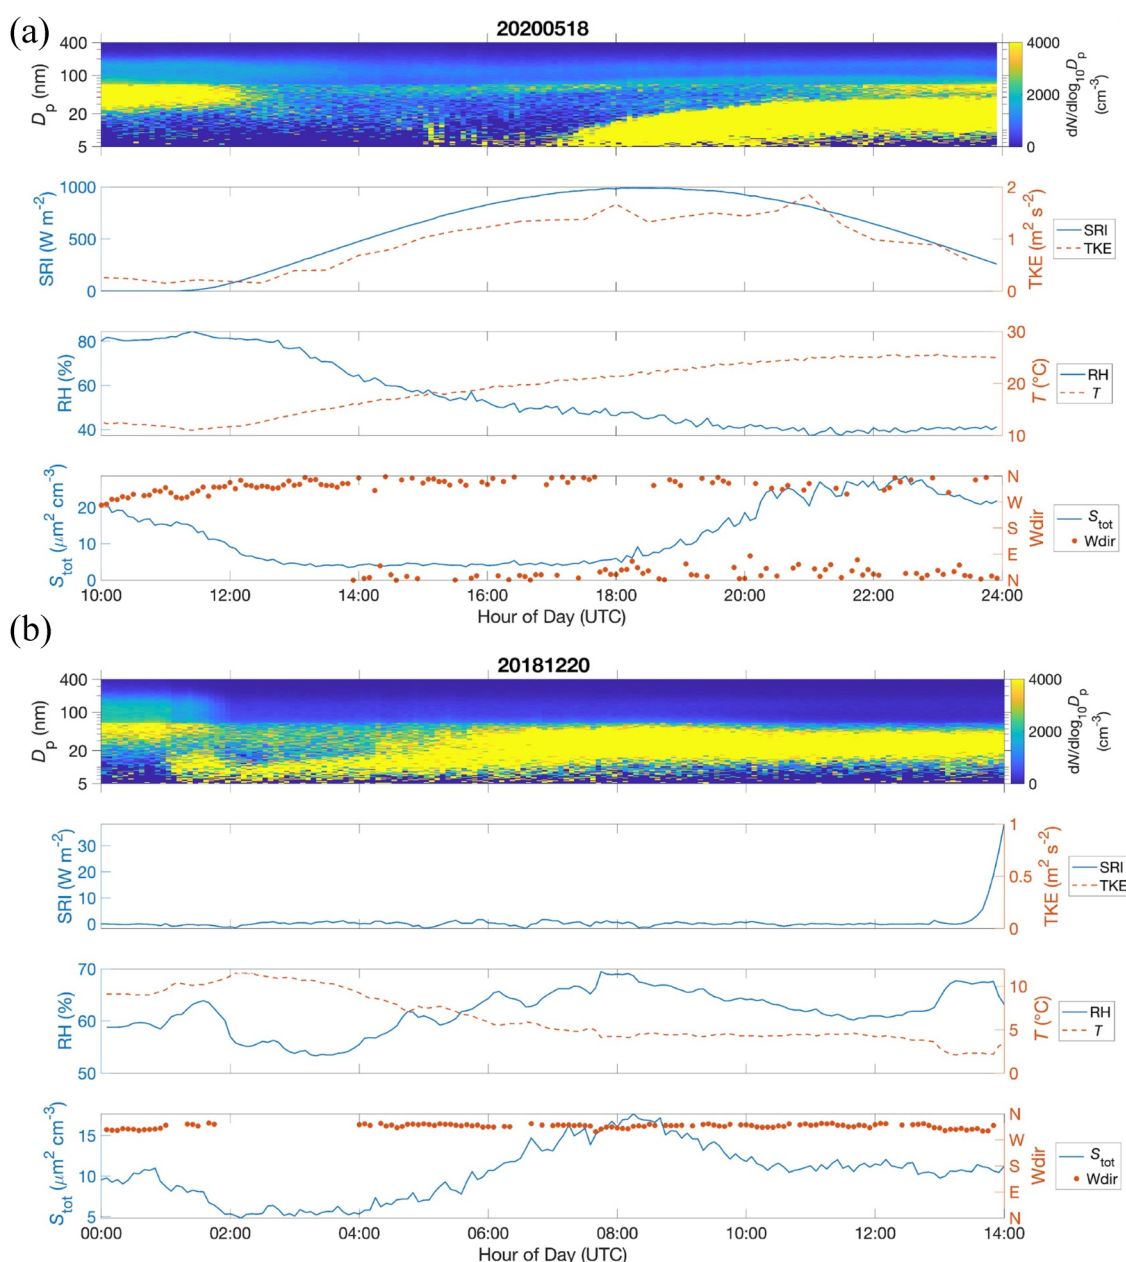 (a)
20200518
400
100
20
5
Dp (nm)
4000
2000
0
dN/dlog10Dp
(cm-3)
1000
500
0
SRI (W m-2)
2
1
0
TKE (m2 s-2)
SRI
TKE
80
60
40
RH (%)
30
20
10
T (°C)
RH
T
20
10
0
Stot (μm2 cm-3)
N
W
S
E
N
Wdir
Stot
Wdir
10:00 12:00 14:00 16:00 18:00 20:00 22:00 24:00
Hour of Day (UTC)
(b)
20181220
400
100
20
5
Dp (nm)
4000
2000
0
dN/dlog10Dp
(cm-3)
30
20
10
0
SRI (W m-2)
1
0.5
0
TKE (m2 s-2)
SRI
TKE
70
60
50
RH (%)
10
5
0
T (°C)
RH
T
15
10
5
Stot (μm2 cm-3)
N
W
S
E
N
Wdir
Stot
Wdir
00:00 02:00 04:00 06:00 08:00 10:00 12:00 14:00
Hour of Day (UTC)